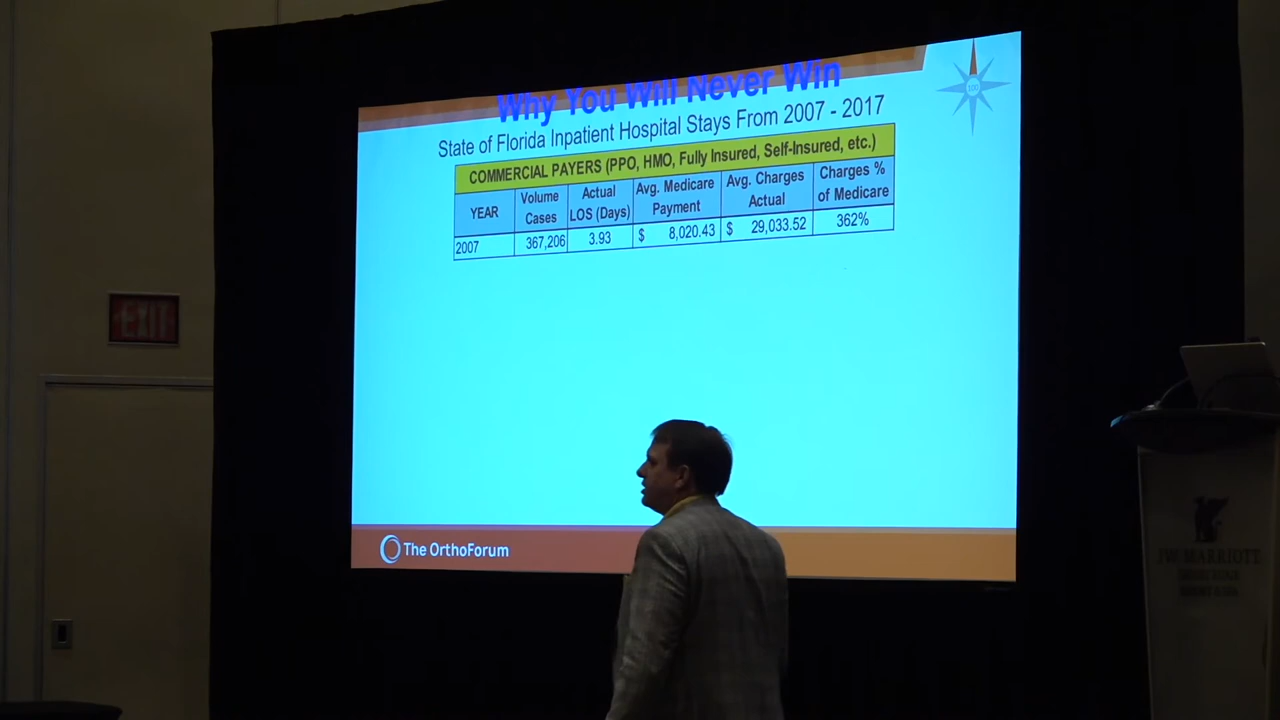 Why You Will Never Win
State of Florida Inpatient Hospital Stays From 2007 - 2017
COMMERCIAL PAYERS (PPO, HMO, Fully Insured, Self-Insured, etc.)
YEAR Volume Cases Actual LOS (Days) Avg. Medicare Payment Avg. Charges Actual Charges % of Medicare
2007 367,206 3.93 $ 8,020.43 $ 29,033.52 362%
The OrthoForum
EXIT
JW MARRIOTT